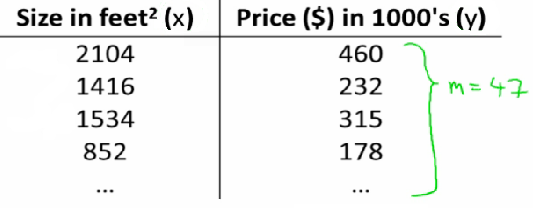 Size in feet² (x) Price ($) in 1000's (y)
2104 460
1416 232 m = 47
1534 315
852 178
... ...